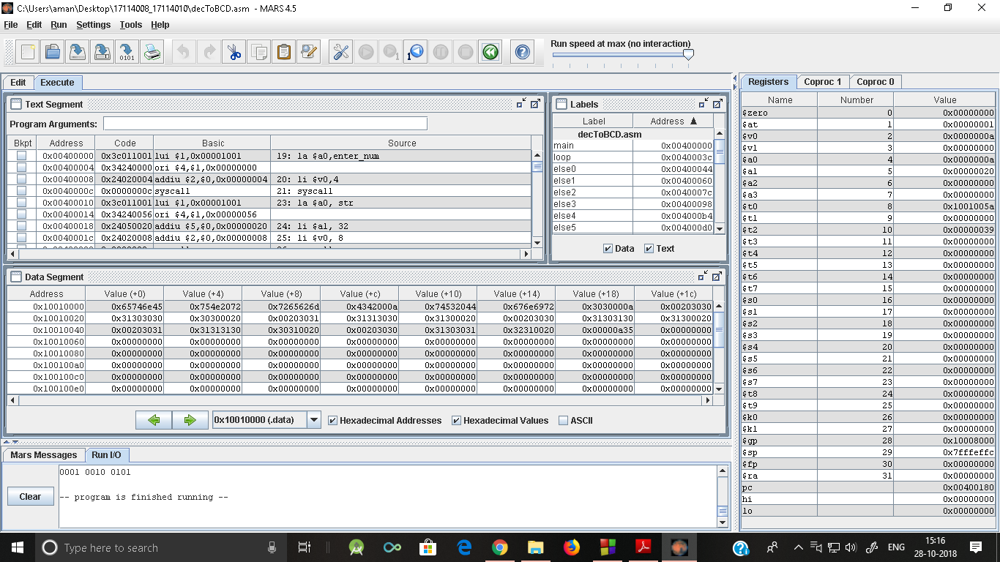 C:\Users\aman\Desktop\17114008_17114010\decToBCD.asm - MARS 4.5
File Edit Run Settings Tools Help
Run speed at max (no interaction)
Edit Execute
Text Segment
Program Arguments:
Bkpt Address Code Basic Source
0x00400000 0x3c011001 lui $1,0x00001001 19: la $a0,enter_num
0x00400004 0x34240000 ori $4,$1,0x00000000
0x00400008 0x24020004 addiu $2,$0,0x00000004 20: li $v0,4
0x0040000c 0x0000000c syscall 21: syscall
0x00400010 0x3c011001 lui $1,0x00001001 23: la $a0, str
0x00400014 0x34240056 ori $4,$1,0x00000056
0x00400018 0x24050020 addiu $5,$0,0x00000020 24: li $a1, 32
0x0040001c 0x24020008 addiu $2,$0,0x00000008 25: li $v0, 8
Labels
Label Address ▲
decToBCD.asm
main 0x00400000
loop 0x0040003c
else0 0x00400044
else1 0x00400060
else2 0x0040007c
else3 0x00400098
else4 0x004000b4
else5 0x004000d0
Data Text
Data Segment
Address Value (+0) Value (+4) Value (+8) Value (+c) Value (+10) Value (+14) Value (+18) Value (+1c)
0x10010000 0x65746e45 0x754e2072 0x7265626d 0x4342000a 0x74532044 0x676e6972 0x3030000a 0x00203030
0x10010020 0x31303030 0x30300020 0x00203031 0x31313030 0x31300020 0x00203030 0x31303130 0x31300020
0x10010040 0x00203031 0x31313130 0x30310020 0x00203030 0x31303031 0x32310020 0x00000a35 0x00000000
0x10010060 0x00000000 0x00000000 0x00000000 0x00000000 0x00000000 0x00000000 0x00000000 0x00000000
0x10010080 0x00000000 0x00000000 0x00000000 0x00000000 0x00000000 0x00000000 0x00000000 0x00000000
0x100100a0 0x00000000 0x00000000 0x00000000 0x00000000 0x00000000 0x00000000 0x00000000 0x00000000
0x100100c0 0x00000000 0x00000000 0x00000000 0x00000000 0x00000000 0x00000000 0x00000000 0x00000000
0x100100e0 0x00000000 0x00000000 0x00000000 0x00000000 0x00000000 0x00000000 0x00000000 0x00000000
0x10010000 (.data) Hexadecimal Addresses Hexadecimal Values ASCII
Mars Messages Run I/O
Clear
0001 0010 0101
-- program is finished running --
Registers Coproc 1 Coproc 0
Name Number Value
$zero 0 0x00000000
$at 1 0x00000001
$v0 2 0x0000000a
$v1 3 0x00000000
$a0 4 0x0000000a
$a1 5 0x00000020
$a2 6 0x00000000
$a3 7 0x00000000
$t0 8 0x1001005a
$t1 9 0x00000000
$t2 10 0x00000039
$t3 11 0x00000000
$t4 12 0x00000000
$t5 13 0x00000000
$t6 14 0x00000000
$t7 15 0x00000000
$s0 16 0x00000000
$s1 17 0x00000000
$s2 18 0x00000000
$s3 19 0x00000000
$s4 20 0x00000000
$s5 21 0x00000000
$s6 22 0x00000000
$s7 23 0x00000000
$t8 24 0x00000000
$t9 25 0x00000000
$k0 26 0x00000000
$k1 27 0x00000000
$gp 28 0x10008000
$sp 29 0x7fffeffc
$fp 30 0x00000000
$ra 31 0x00000000
pc 0x00400180
hi 0x00000000
lo 0x00000000
Type here to search
ENG
15:16
28-10-2018